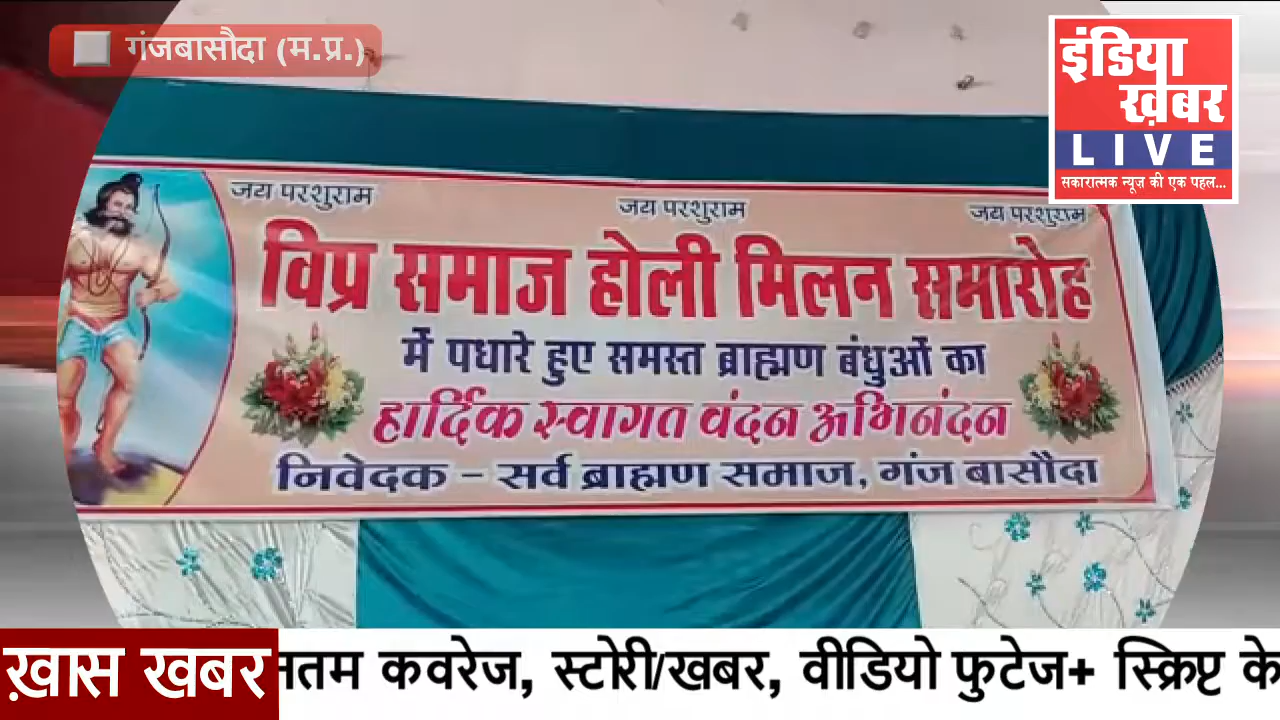 गंजबासौदा (म.प्र.)
इंडिया
ख़बर
LIVE
सकारात्मक न्यूज़ की एक पहल...
जय परशुराम जय परशुराम जय परशुराम
विप्र समाज होली मिलन समारोह
में पधारे हुए समस्त ब्राह्मण बंधुओं का
हार्दिक स्वागत वंदन अभिनंदन
निवेदक - सर्व ब्राह्मण समाज, गंज बासौदा
ख़ास खबर
कवरेज, स्टोरी/खबर, वीडियो फुटेज+ स्क्रिप्ट के